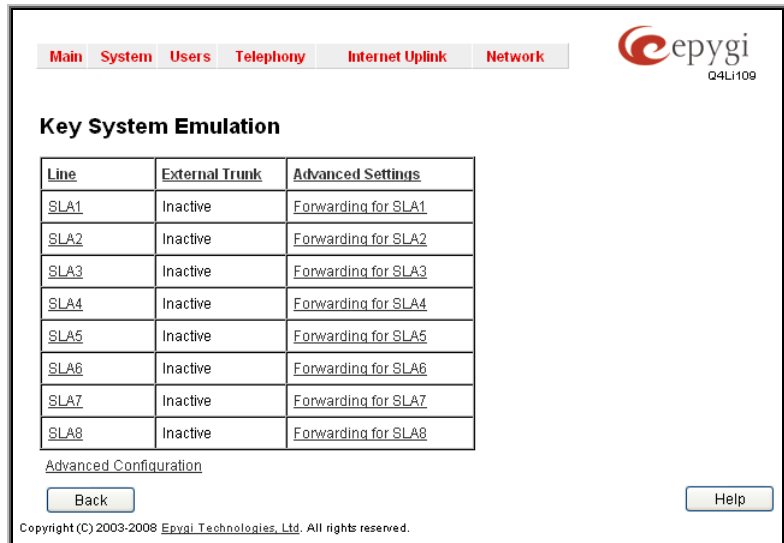 Main System Users Telephony Internet Uplink Network
epygi
Q4Li109
Key System Emulation
Line External Trunk Advanced Settings
SLA1 Inactive Forwarding for SLA1
SLA2 Inactive Forwarding for SLA2
SLA3 Inactive Forwarding for SLA3
SLA4 Inactive Forwarding for SLA4
SLA5 Inactive Forwarding for SLA5
SLA6 Inactive Forwarding for SLA6
SLA7 Inactive Forwarding for SLA7
SLA8 Inactive Forwarding for SLA8
Advanced Configuration
Back Help
Copyright (C) 2003-2008 Epygi Technologies, Ltd. All rights reserved.